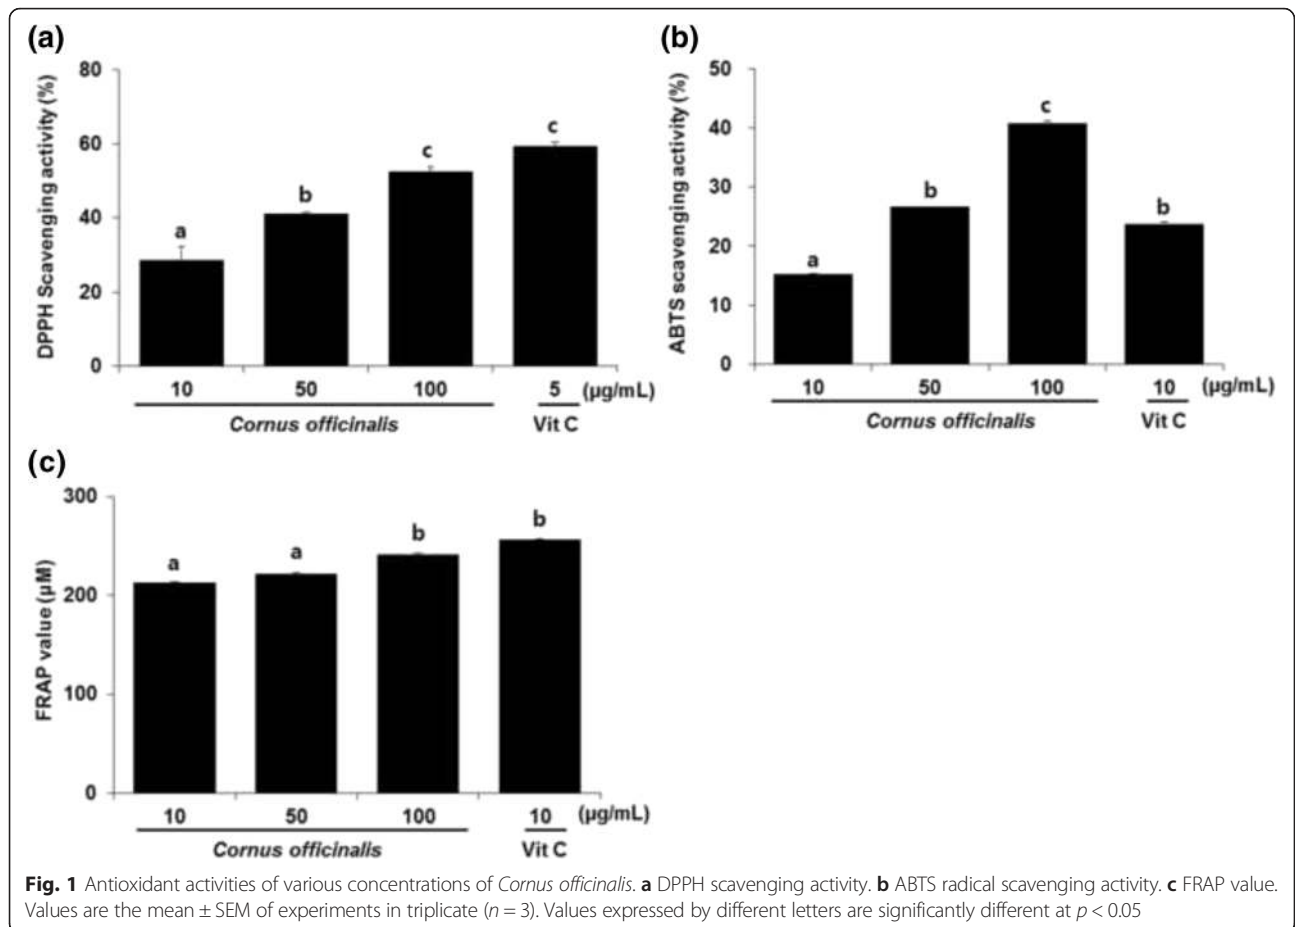 (a)
DPPH Scavenging activity (%)
80
60
40
20
0
a
b
c
c
10 50 100 5 (µg/mL)
Cornus officinalis Vit C
(b)
ABTS scavenging activity (%)
50
40
30
20
10
0
a
b
c
b
10 50 100 10 (µg/mL)
Cornus officinalis Vit C
(c)
FRAP value (µM)
300
200
100
0
a
a
b
b
10 50 100 10 (µg/mL)
Cornus officinalis Vit C
Fig. 1 Antioxidant activities of various concentrations of Cornus officinalis. a DPPH scavenging activity. b ABTS radical scavenging activity. c FRAP value.
Values are the mean ± SEM of experiments in triplicate (n = 3). Values expressed by different letters are significantly different at p < 0.05